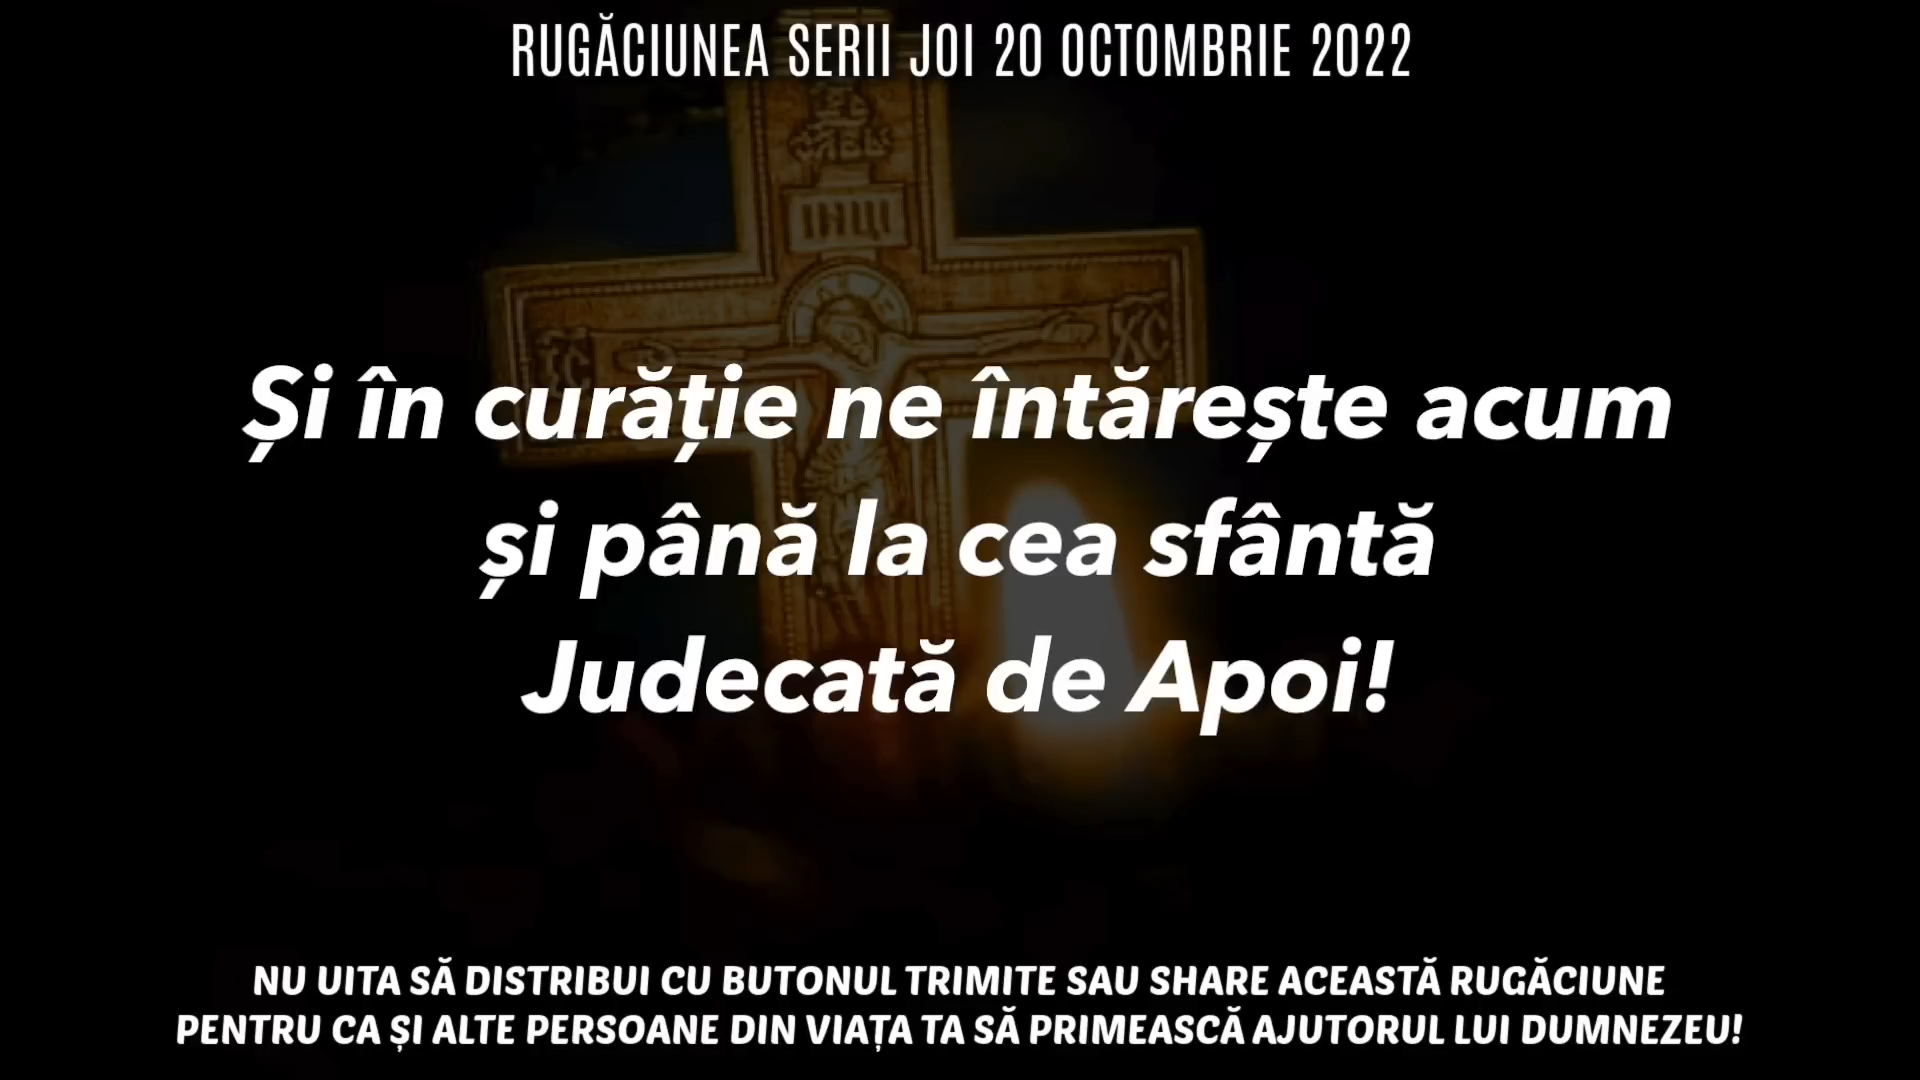 RUGĂCIUNEA SERII JOI 20 OCTOMBRIE 2022
ІНЦІ
ХС
Și în curăție ne întărește acum
și până la cea sfântă
Judecată de Apoi!
NU UITA SĂ DISTRIBUI CU BUTONUL TRIMITE SAU SHARE ACEASTĂ RUGĂCIUNE
PENTRU CA ȘI ALTE PERSOANE DIN VIAȚA TA SĂ PRIMEASCĂ AJUTORUL LUI DUMNEZEU!